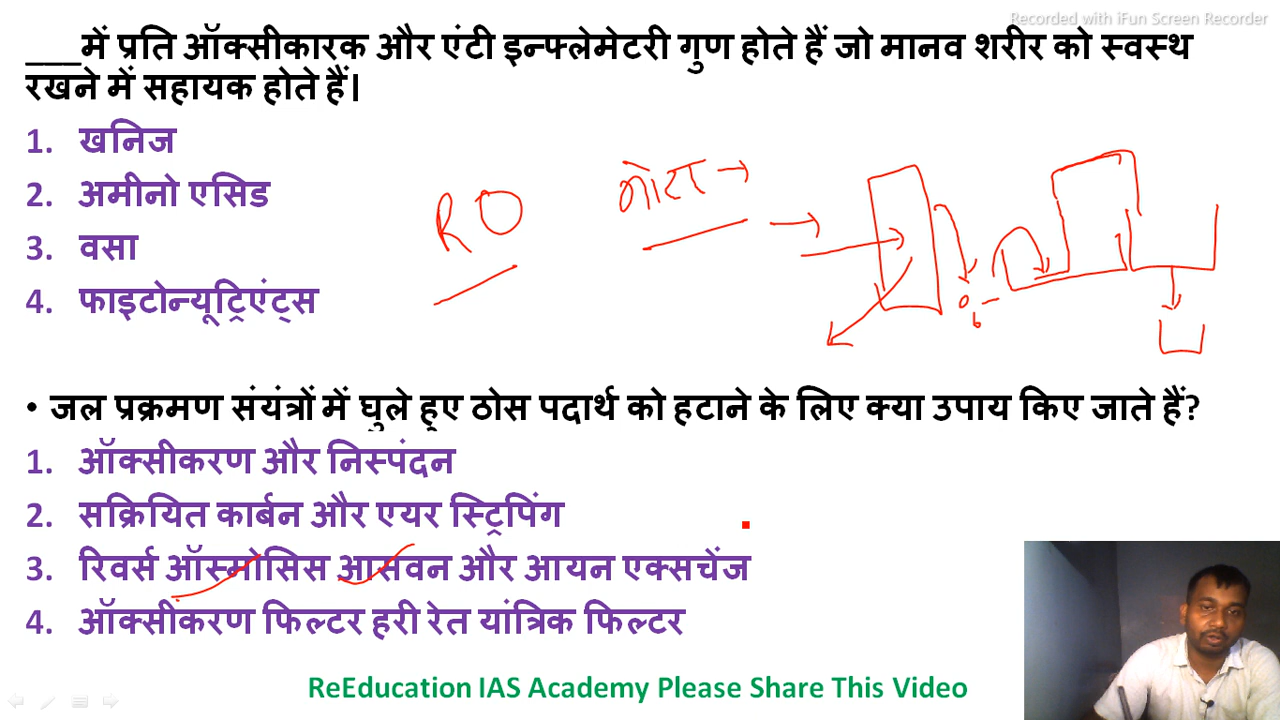 Recorded with iFun Screen Recorder
___में प्रति ऑक्सीकारक और एंटी इन्फ्लेमेटरी गुण होते हैं जो मानव शरीर को स्वस्थ
रखने में सहायक होते हैं।
1. खनिज
2. अमीनो एसिड
3. वसा
4. फाइटोन्यूट्रिएंट्स
RO
• जल प्रक्रमण संयंत्रों में घुले हुए ठोस पदार्थ को हटाने के लिए क्या उपाय किए जाते हैं?
1. ऑक्सीकरण और निस्पंदन
2. सक्रियित कार्बन और एयर स्ट्रिपिंग
3. रिवर्स ऑस्मोसिस आसवन और आयन एक्सचेंज
4. ऑक्सीकरण फिल्टर हरी रेत यांत्रिक फिल्टर
ReEducation IAS Academy Please Share This Video